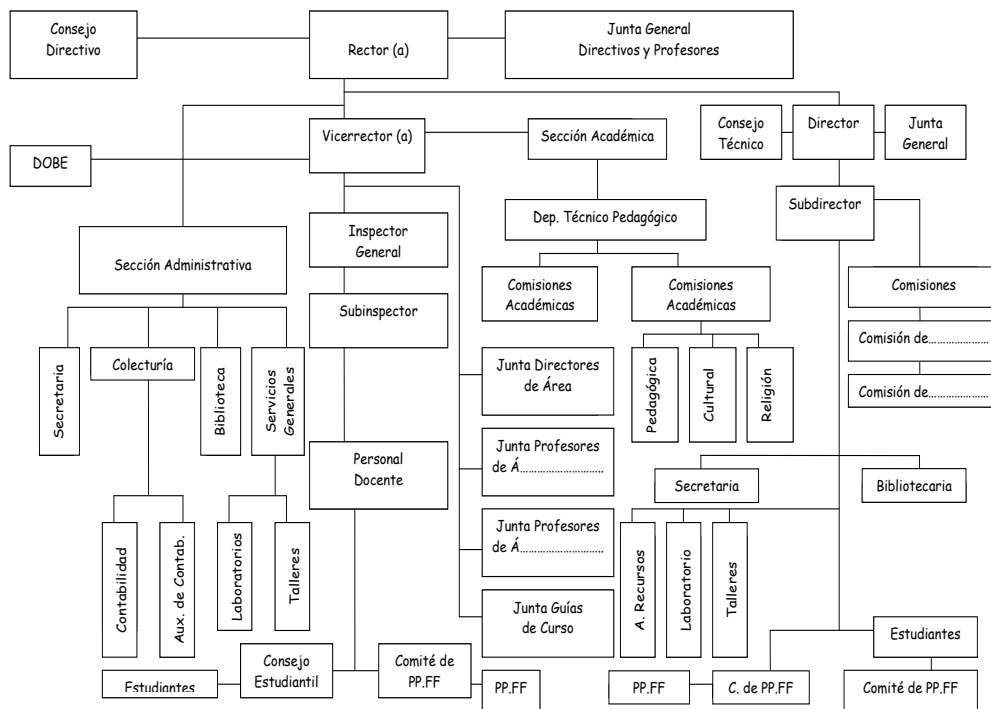 Consejo
Directivo
Rector (a)
Junta General
Directivos y Profesores
Vicerrector (a)
Sección Académica
Consejo
Técnico
Director
Junta
General
DOBE
Dep. Técnico Pedagógico
Subdirector
Sección Administrativa
Inspector
General
Comisiones
Académicas
Comisiones
Académicas
Comisiones
Subinspector
Comisión de.....................
Comisión de.....................
Secretaria
Colecturía
Biblioteca
Servicios
Generales
Junta Directores
de Área
Pedagógica
Cultural
Religión
Personal
Docente
Junta Profesores
de Á.............................
Secretaria
Bibliotecaria
Contabilidad
Aux. de Contab.
Laboratorios
Talleres
Junta Profesores
de Á.............................
A. Recursos
Laboratorio
Talleres
Junta Guías
de Curso
Estudiantes
Estudiantes
Consejo
Estudiantil
Comité de
PP.FF
PP.FF
PP.FF
C. de PP.FF
Comité de PP.FF